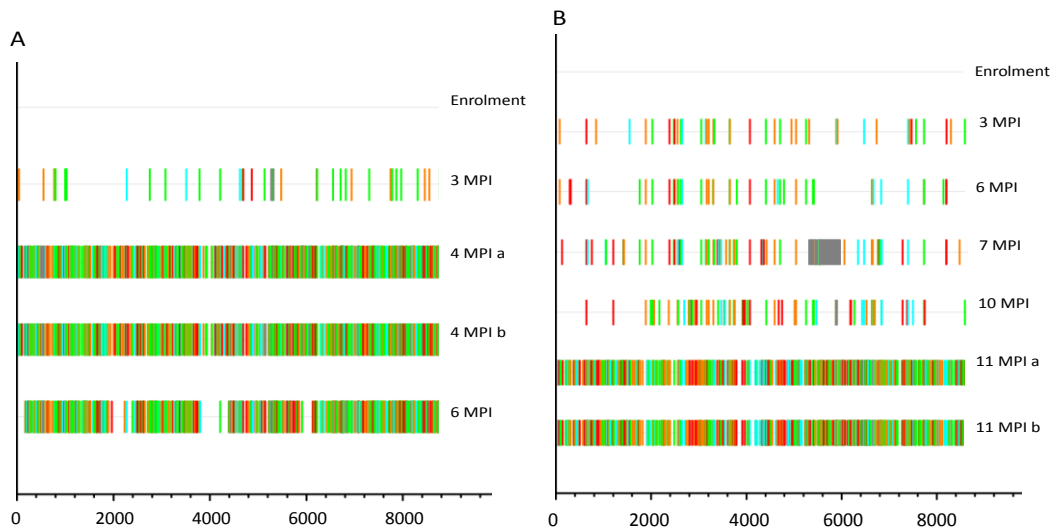 A
Enrolment
3 MPI
4 MPI a
4 MPI b
6 MPI
0 2000 4000 6000 8000
B
Enrolment
3 MPI
6 MPI
7 MPI
10 MPI
11 MPI a
11 MPI b
0 2000 4000 6000 8000